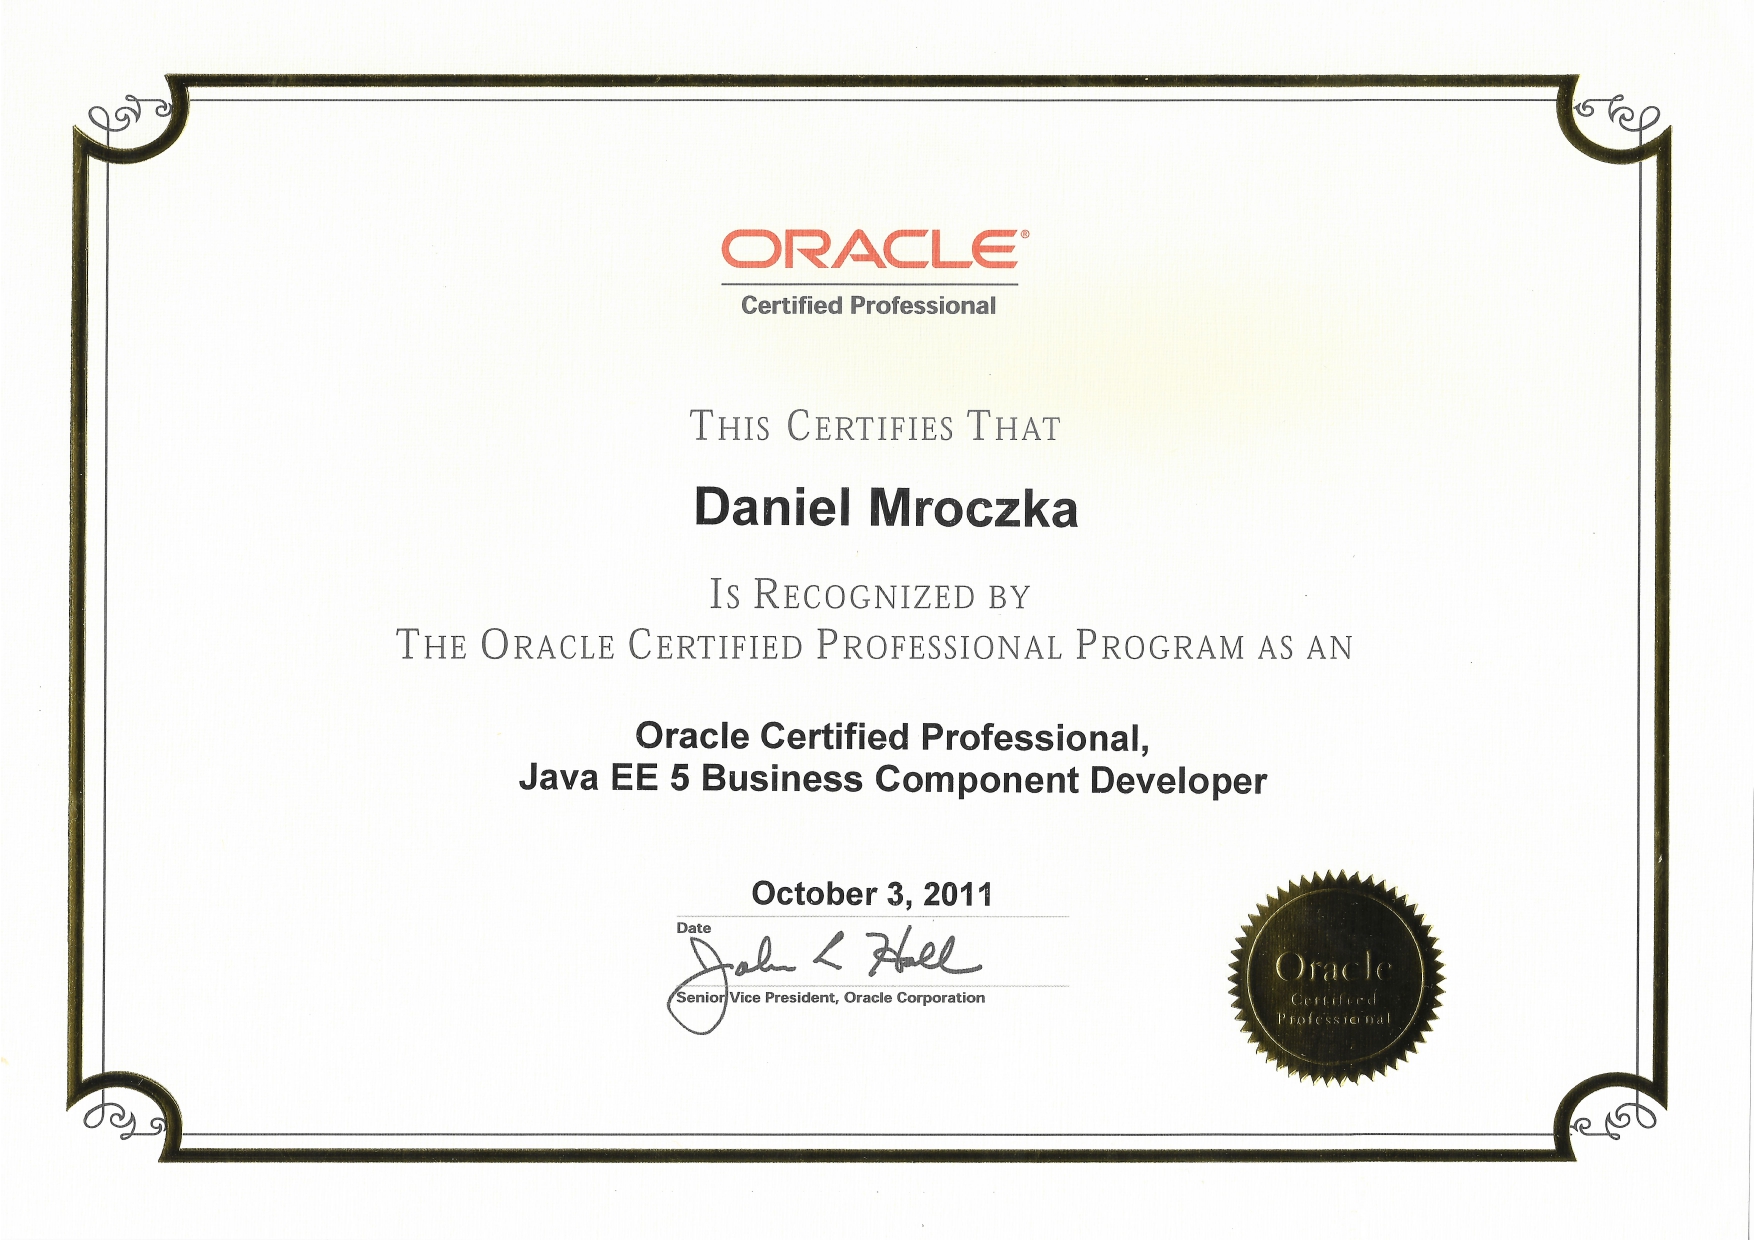 ORACLE®
Certified Professional
THIS CERTIFIES THAT
Daniel Mroczka
IS RECOGNIZED BY
THE ORACLE CERTIFIED PROFESSIONAL PROGRAM AS AN
Oracle Certified Professional,
Java EE 5 Business Component Developer
October 3, 2011
Date
John L Hall
Senior Vice President, Oracle Corporation
Oracle
Certified
Professional